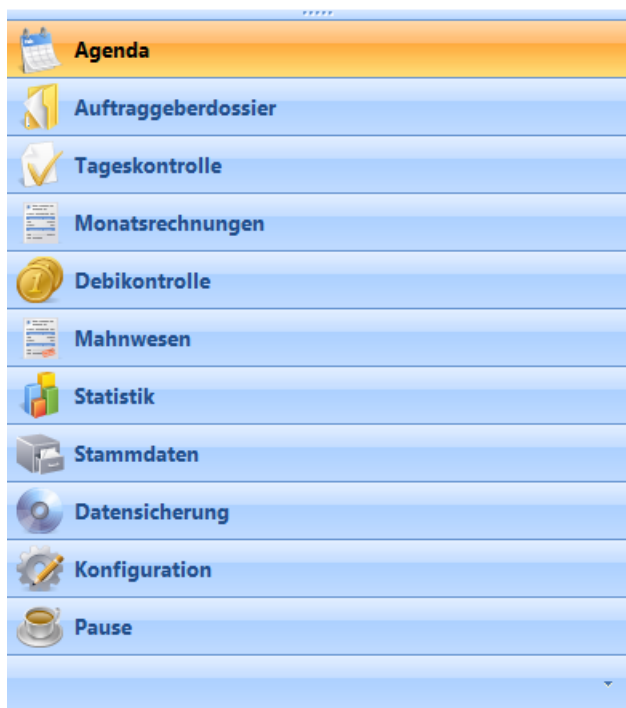 Agenda
Auftraggeberdossier
Tageskontrolle
Monatsrechnungen
Debikontrolle
Mahnwesen
Statistik
Stammdaten
Datensicherung
Konfiguration
Pause